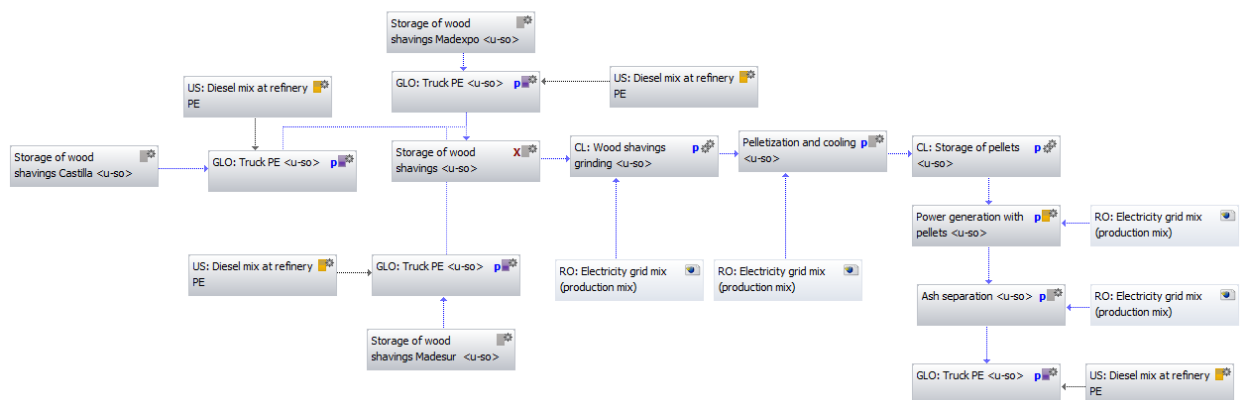 Storage of wood
shavings Madexpo <u-so>
US: Diesel mix at refinery
PE
GLO: Truck PE <u-so> p
US: Diesel mix at refinery
PE
Storage of wood
shavings Castilla <u-so>
GLO: Truck PE <u-so> p
Storage of wood X
shavings <u-so>
CL: Wood shavings p
grinding <u-so>
Pelletization and cooling p
<u-so>
CL: Storage of pellets p
<u-so>
Power generation with p
pellets <u-so>
RO: Electricity grid mix
(production mix)
US: Diesel mix at refinery
PE
GLO: Truck PE <u-so> p
RO: Electricity grid mix
(production mix)
RO: Electricity grid mix
(production mix)
Ash separation <u-so> p
RO: Electricity grid mix
(production mix)
Storage of wood
shavings Madesur <u-so>
GLO: Truck PE <u-so> p
US: Diesel mix at refinery
PE